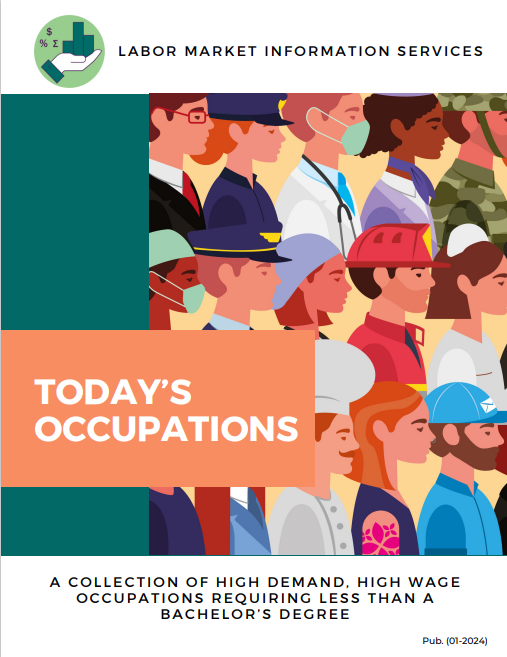 $
% Σ
LABOR MARKET INFORMATION SERVICES
TODAY'S
OCCUPATIONS
A COLLECTION OF HIGH DEMAND, HIGH WAGE
OCCUPATIONS REQUIRING LESS THAN A
BACHELOR'S DEGREE
Pub. (01-2024)